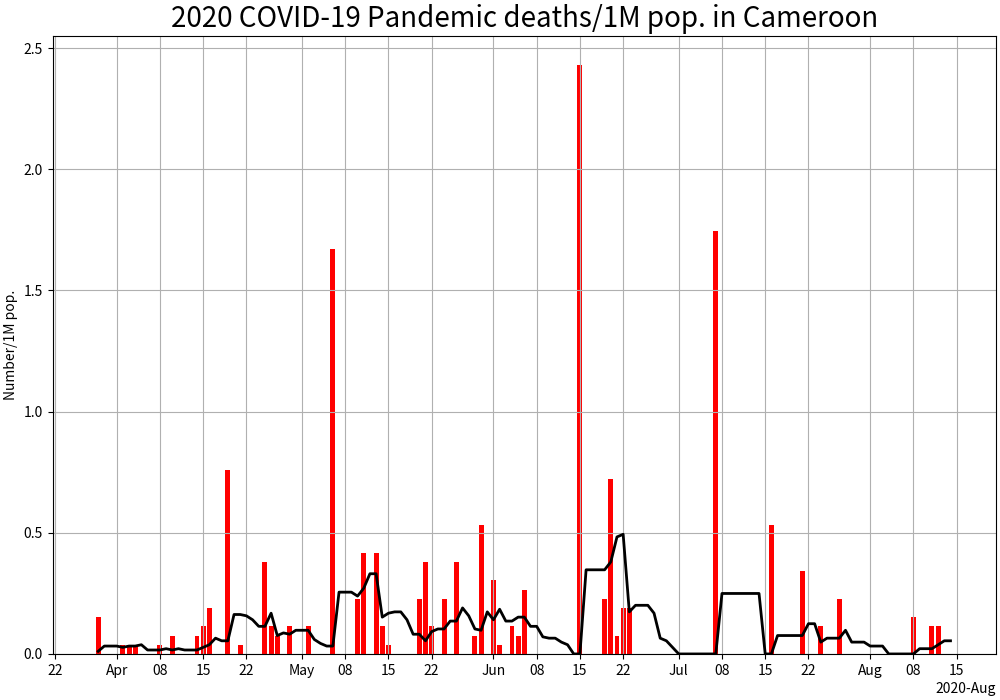 2020 COVID-19 Pandemic deaths/1M pop. in Cameroon
Number/1M pop.
2.5
2.0
1.5
1.0
0.5
0.0
22 Apr 08 15 22 May 08 15 22 Jun 08 15 22 Jul 08 15 22 Aug 08 15
2020-Aug